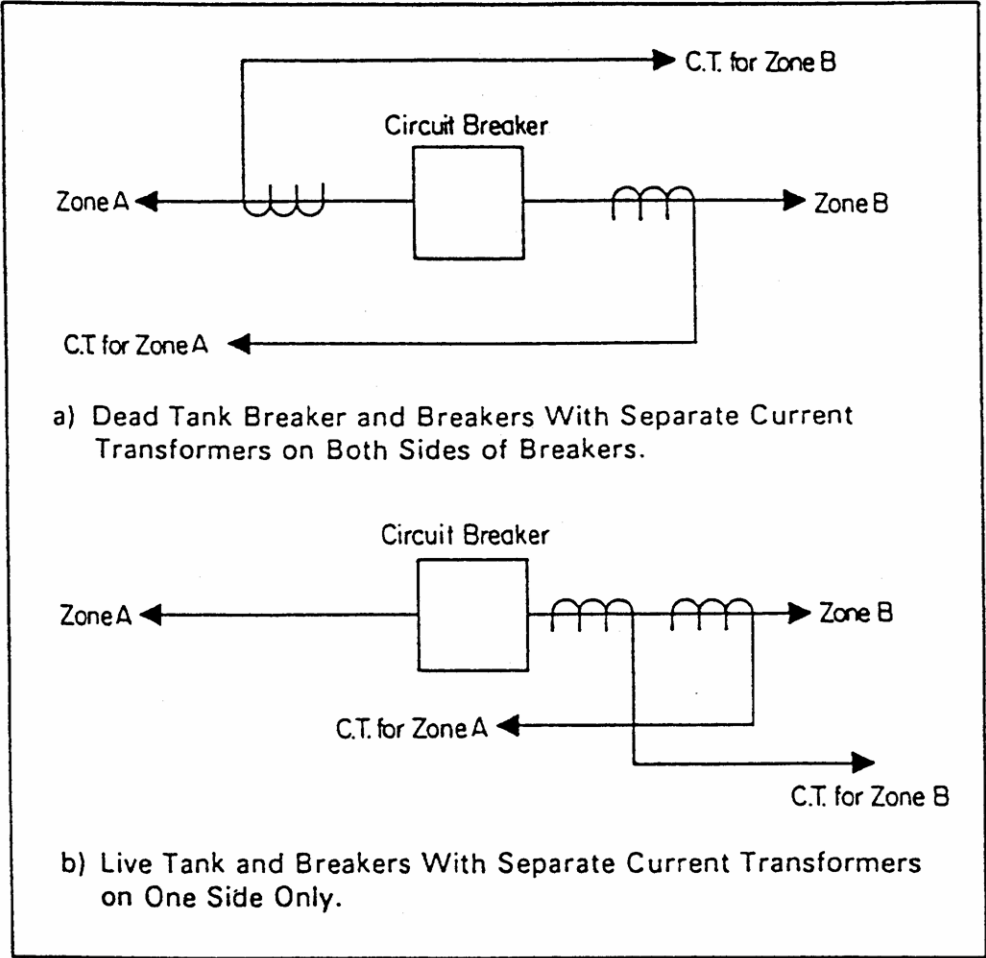 C.T. for Zone B
Circuit Breaker
Zone A
Zone B
C.T. for Zone A
a) Dead Tank Breaker and Breakers With Separate Current
Transformers on Both Sides of Breakers.
Circuit Breaker
Zone A
Zone B
C.T. for Zone A
C.T. for Zone B
b) Live Tank and Breakers With Separate Current Transformers
on One Side Only.